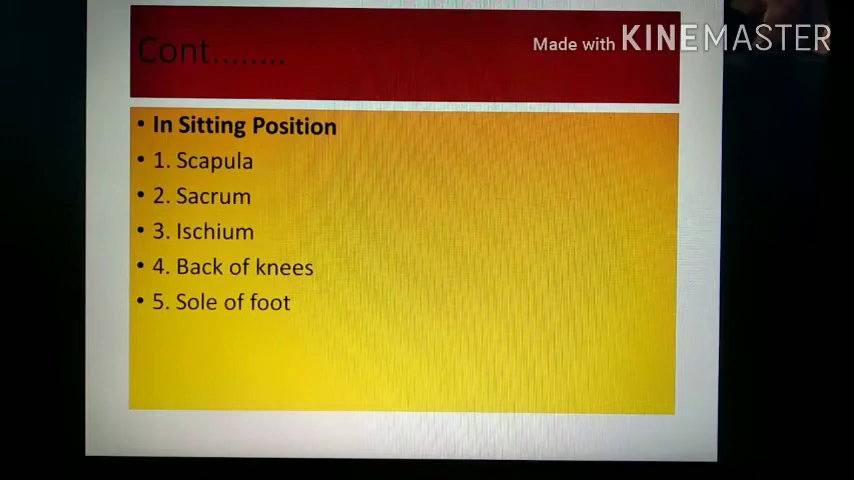 Cont........
Made with KINEMASTER
• In Sitting Position
• 1. Scapula
• 2. Sacrum
• 3. Ischium
• 4. Back of knees
• 5. Sole of foot